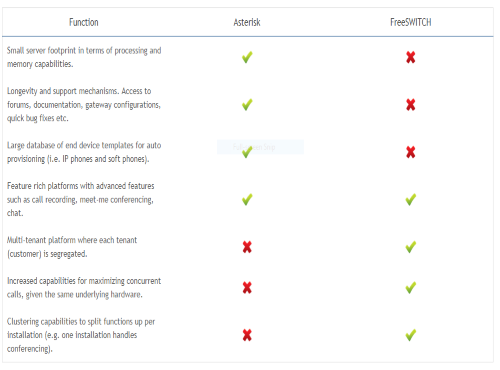 Function Asterisk FreeSWITCH
Small server footprint in terms of processing and
memory capabilities.
Longevity and support mechanisms. Access to
forums, documentation, gateway configurations,
quick bug fixes etc.
Large database of end device templates for auto
provisioning (i.e. IP phones and soft phones).
Feature rich platforms with advanced features
such as call recording, meet-me conferencing,
chat.
Multi-tenant platform where each tenant
(customer) is segregated.
Increased capabilities for maximizing concurrent
calls, given the same underlying hardware.
Clustering capabilities to split functions up per
installation (e.g. one installation handles
conferencing).